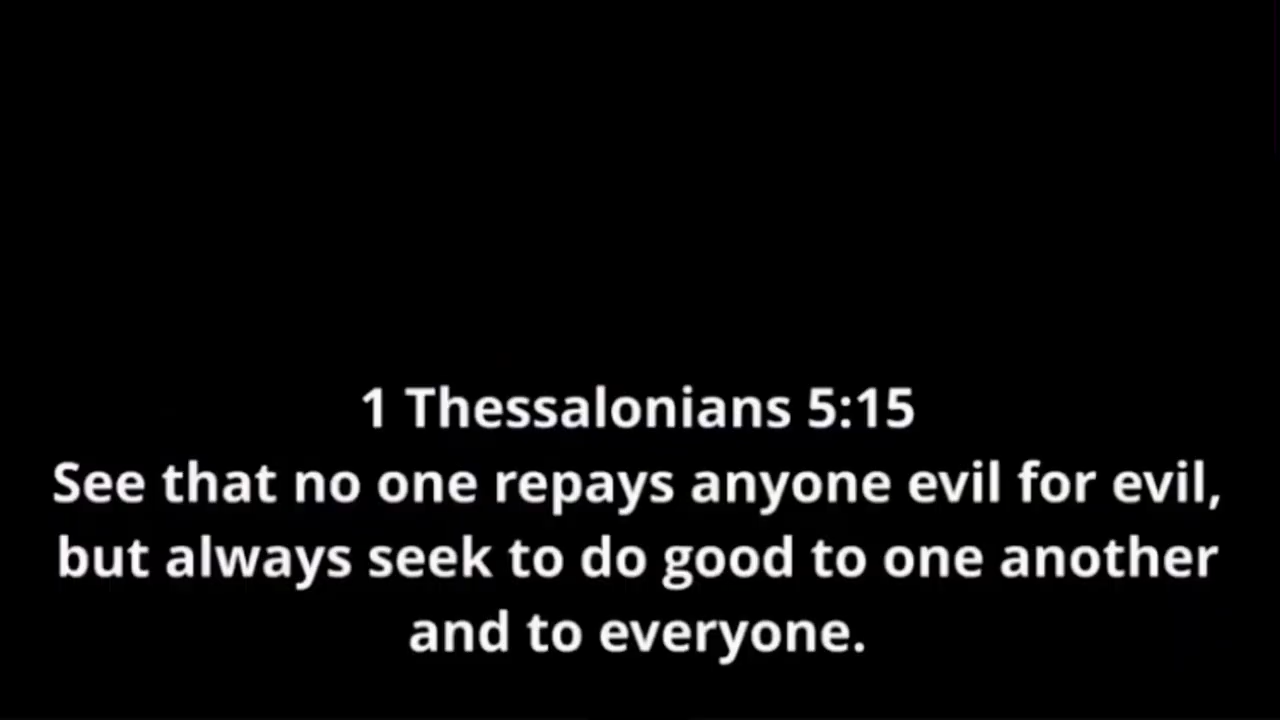 1 Thessalonians 5:15
See that no one repays anyone evil for evil,
but always seek to do good to one another
and to everyone.